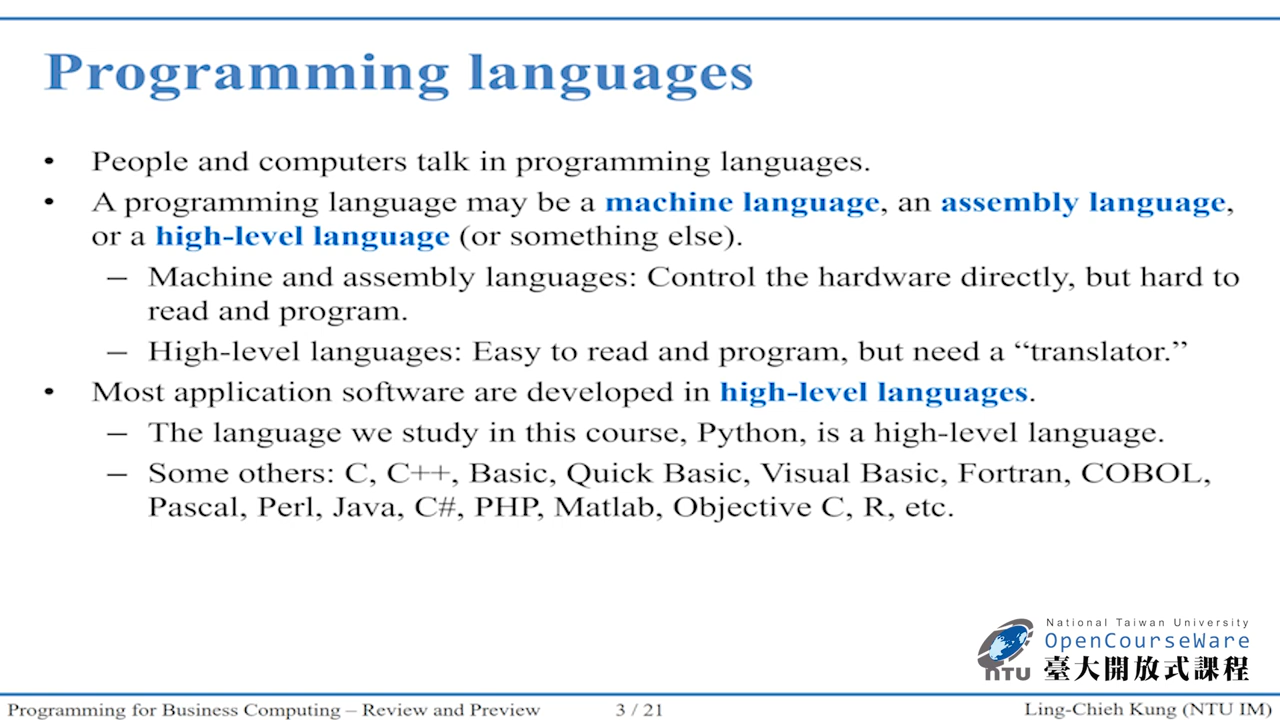 Programming languages
• People and computers talk in programming languages.
• A programming language may be a machine language, an assembly language,
or a high-level language (or something else).
– Machine and assembly languages: Control the hardware directly, but hard to
read and program.
– High-level languages: Easy to read and program, but need a “translator.”
• Most application software are developed in high-level languages.
– The language we study in this course, Python, is a high-level language.
– Some others: C, C++, Basic, Quick Basic, Visual Basic, Fortran, COBOL,
Pascal, Perl, Java, C#, PHP, Matlab, Objective C, R, etc.
National Taiwan University
OpenCourseWare
臺大開放式課程
NTU
Programming for Business Computing – Review and Preview
3 / 21
Ling-Chieh Kung (NTU IM)